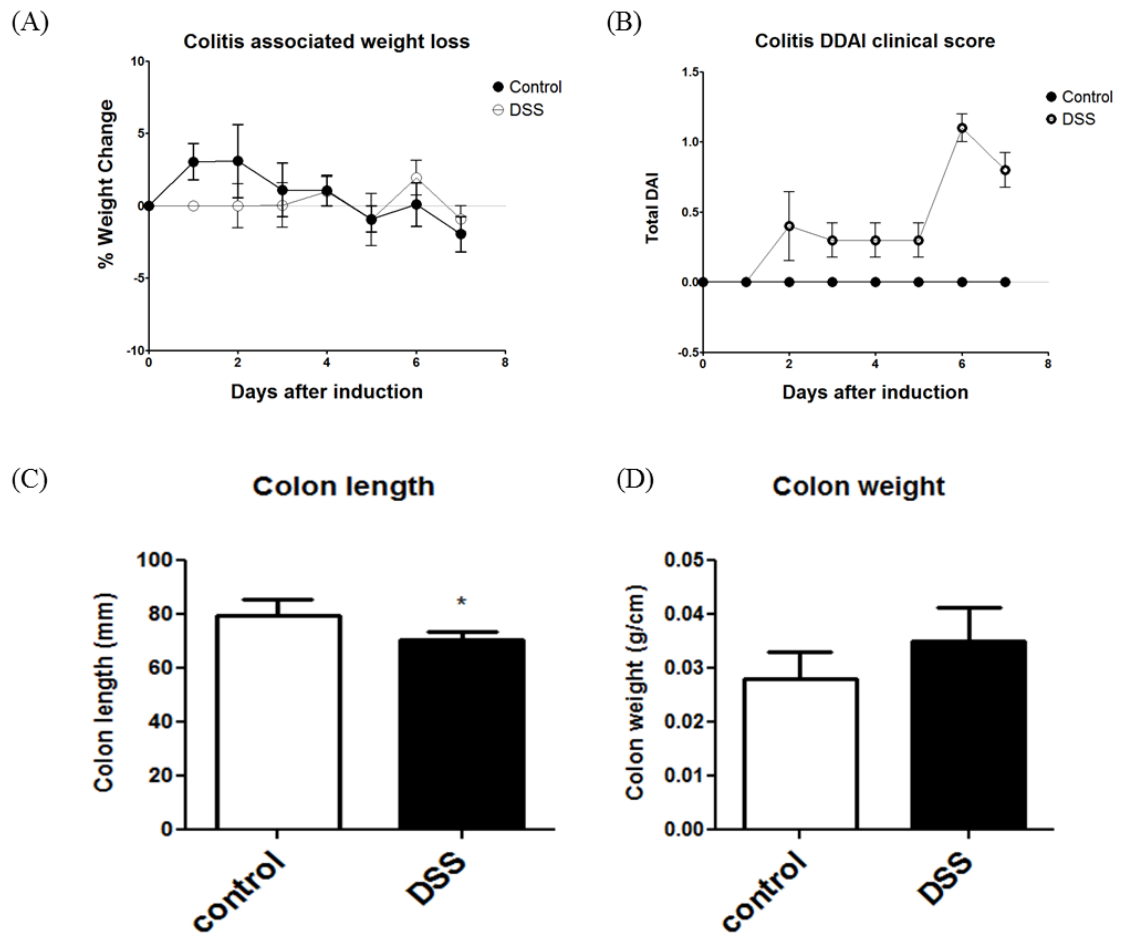 (A)
Colitis associated weight loss
Control
DSS
% Weight Change
10
5
0
-5
-10
0
2
4
6
8
Days after induction
(B)
Colitis DDAI clinical score
Control
DSS
Total DAI
1.5
1.0
0.5
0.0
-0.5
0
2
4
6
8
Days after induction
(C)
Colon length
Colon length (mm)
100
80
60
40
20
0
*
control
DSS
(D)
Colon weight
Colon weight (g/cm)
0.05
0.04
0.03
0.02
0.01
0.00
control
DSS